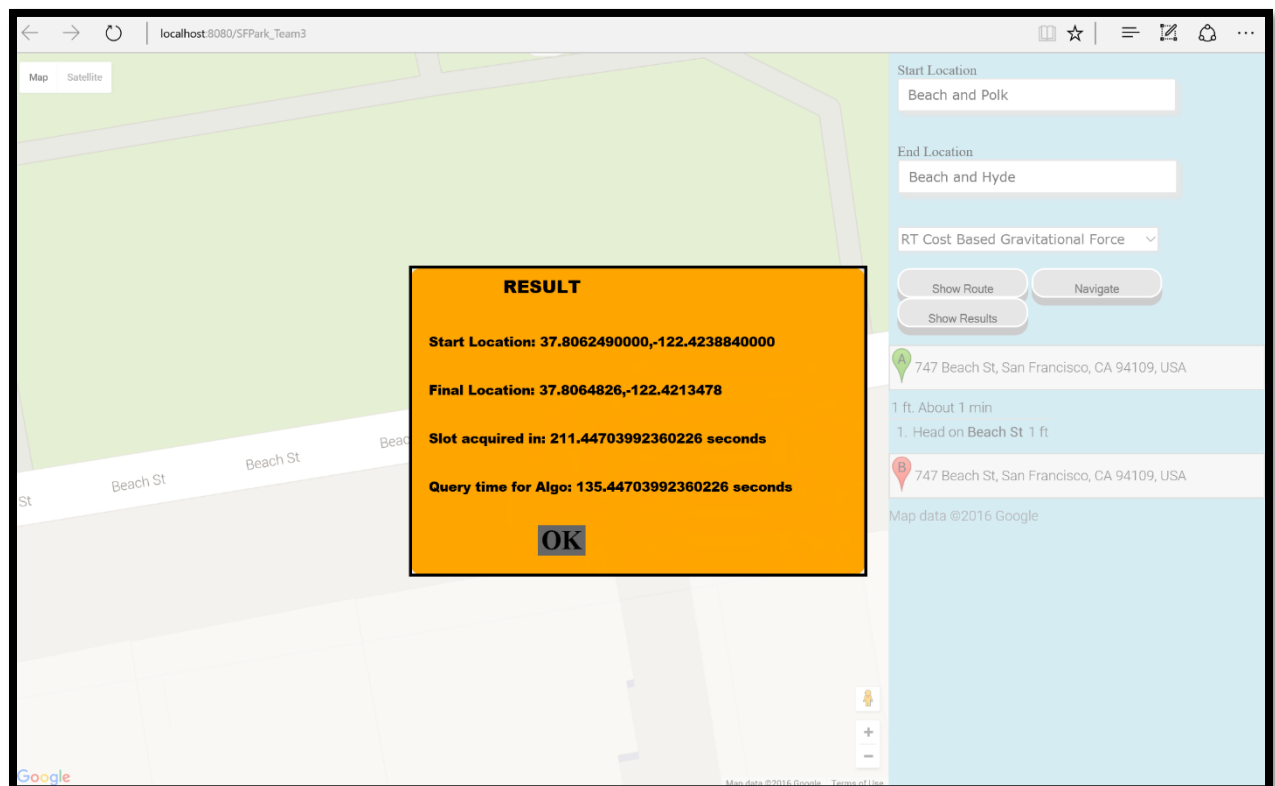 localhost:8080/SFPark_Team3
Map Satellite
Start Location
Beach and Polk
End Location
Beach and Hyde
RT Cost Based Gravitational Force
Show Route Navigate
Show Results
A 747 Beach St, San Francisco, CA 94109, USA
1 ft. About 1 min
1. Head on Beach St 1 ft
B 747 Beach St, San Francisco, CA 94109, USA
Map data ©2016 Google
RESULT
Start Location: 37.8062490000,-122.4238840000
Final Location: 37.8064826,-122.4213478
Slot acquired in: 211.44703992360226 seconds
Query time for Algo: 135.44703992360226 seconds
OK
Beac
Beach St
Beach St
St
Google
Map data ©2016 Google Terms of Use